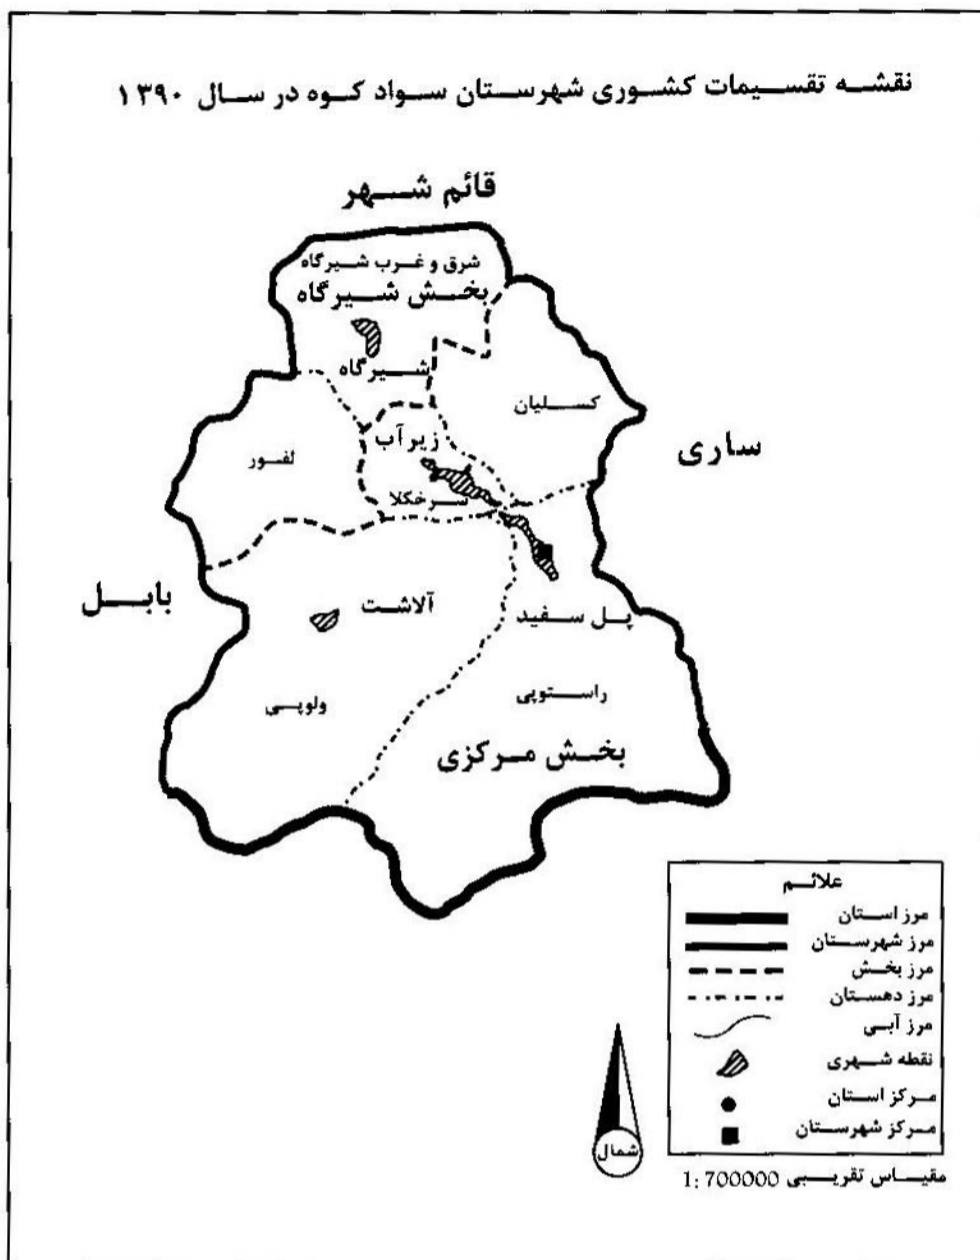 نقشه تقسیمات کشوری شهرستان سواد کوه در سال ۱۳۹۰
قائم شهر
شرق و غرب شیرگاه
بخش شیرگاه
شیرگاه
کسلیان
زیرآب
ساری
لفور
سرخکلا
بابل
آلاشت
پل سفید
راستوپی
ولوپی
بخش مرکزی
علائم
مرز استان
مرز شهرستان
مرز بخش
مرز دهستان
مرز آبی
نقطه شهری
مرکز استان
مرکز شهرستان
شمال
مقیاس تقریبی 1:700000